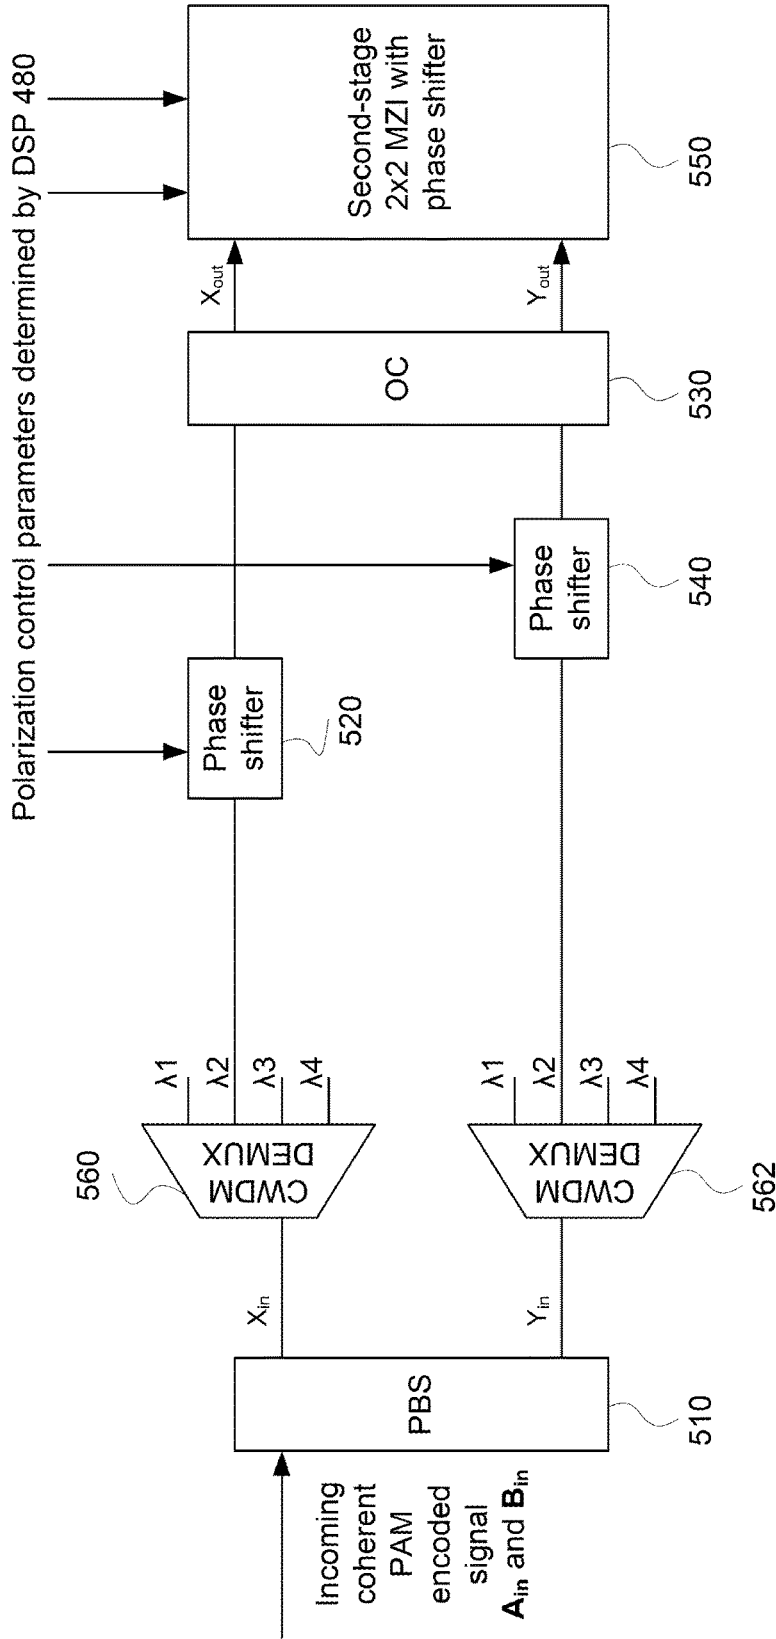 Polarization control parameters determined by DSP 480
Incoming
coherent
PAM
encoded
signal
Ain and Bin
PBS
510
Xin
Yin
CWDM
DEMUX
560
λ1
λ2
λ3
λ4
CWDM
DEMUX
562
λ1
λ2
λ3
λ4
Phase
shifter
520
Phase
shifter
540
OC
530
Xout
Yout
Second-stage
2x2 MZI with
phase shifter
550